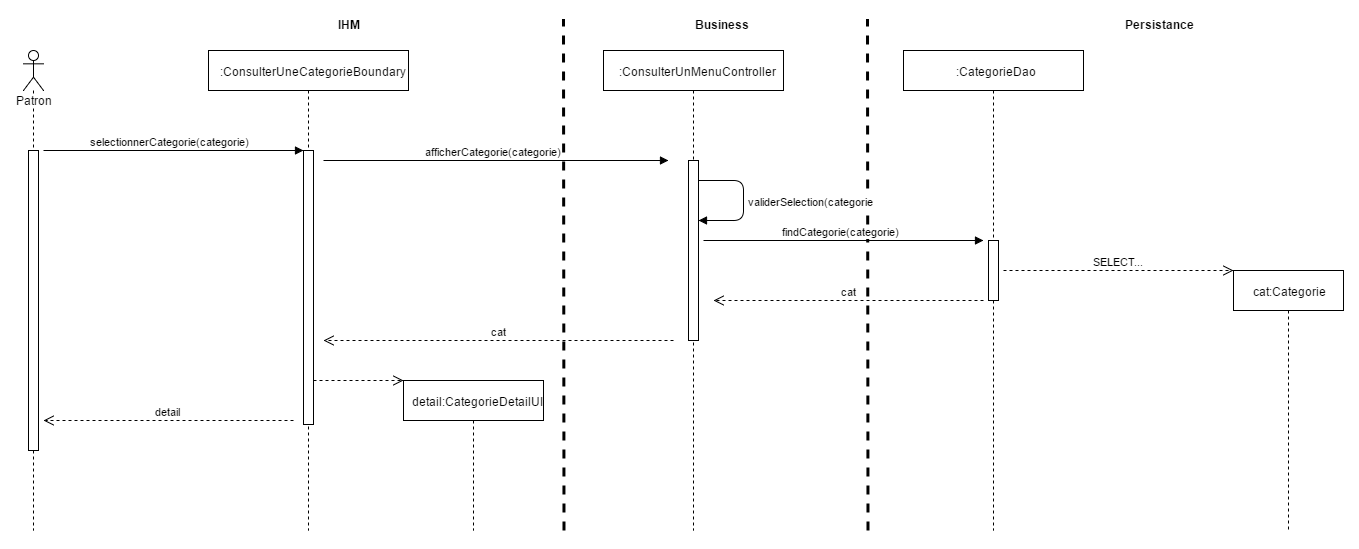 IHM
Business
Persistance
:ConsulterUneCategorieBoundary
:ConsulterUnMenuController
:CategorieDao
Patron
selectionnerCategorie(categorie)
afficherCategorie(categorie)
validerSelection(categorie
findCategorie(categorie)
SELECT...
cat:Categorie
cat
cat
detail:CategorieDetailUI
detail